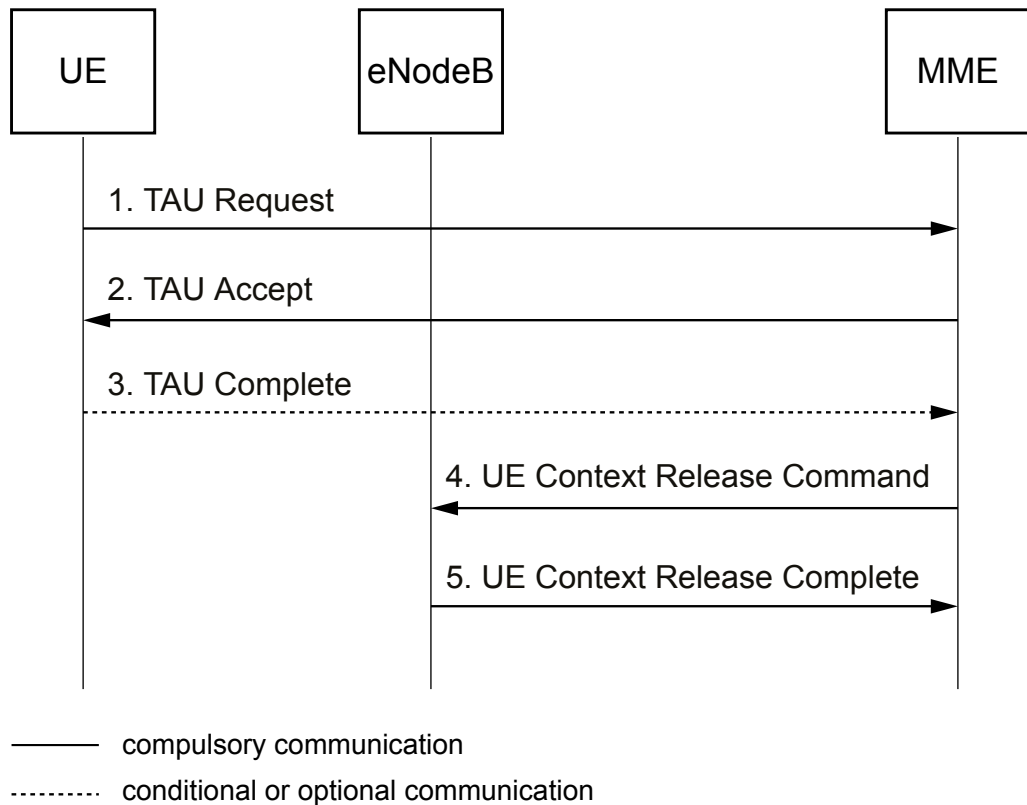 UE
eNodeB
MME
1. TAU Request
2. TAU Accept
3. TAU Complete
4. UE Context Release Command
5. UE Context Release Complete
compulsory communication
conditional or optional communication